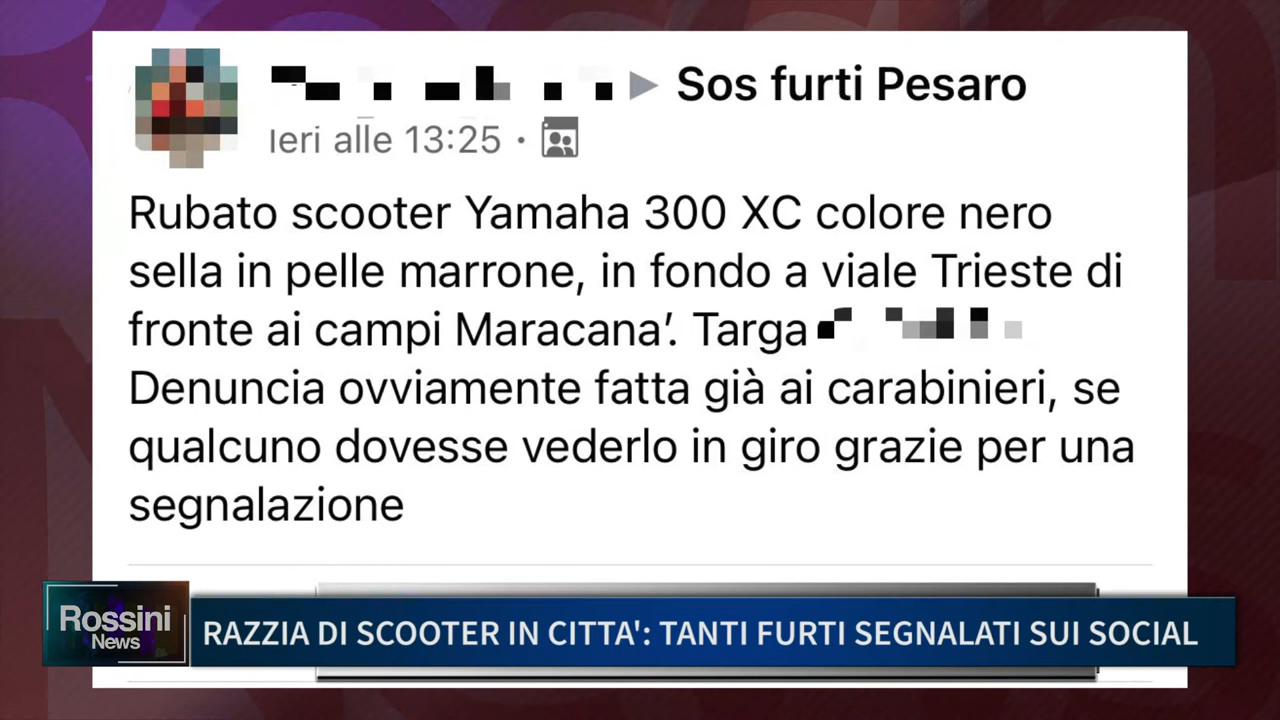 Sos furti Pesaro
Ieri alle 13:25 ·
Rubato scooter Yamaha 300 XC colore nero
sella in pelle marrone, in fondo a viale Trieste di
fronte ai campi Maracana'. Targa
Denuncia ovviamente fatta già ai carabinieri, se
qualcuno dovesse vederlo in giro grazie per una
segnalazione
Rossini
News
RAZZIA DI SCOOTER IN CITTA': TANTI FURTI SEGNALATI SUI SOCIAL